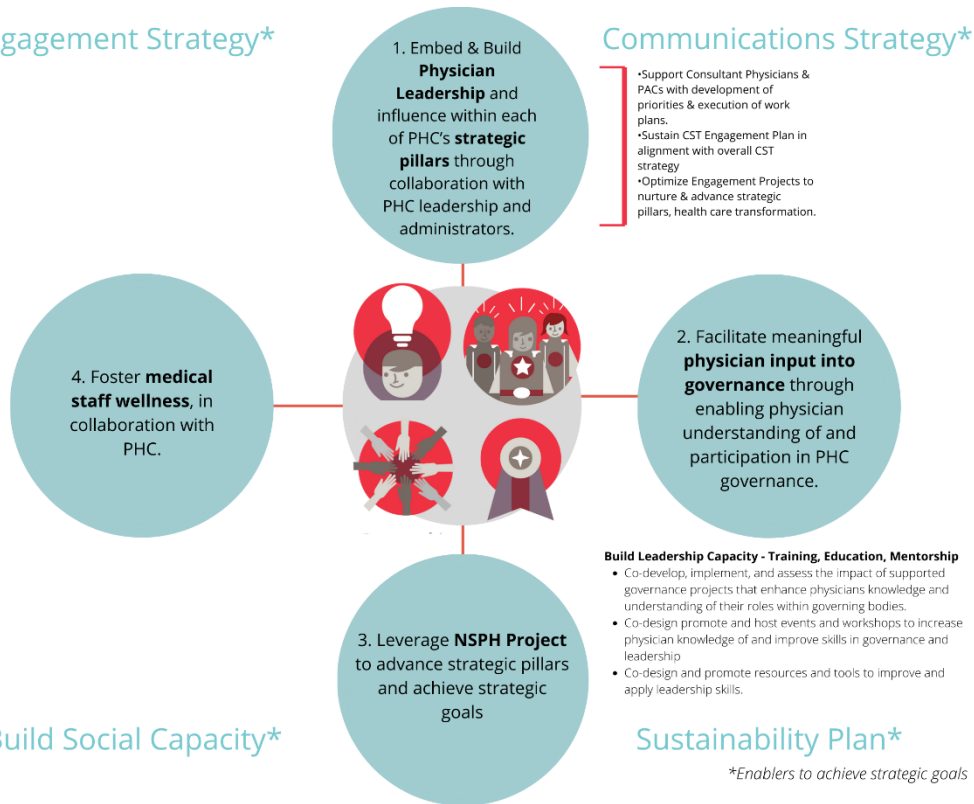 gagement Strategy*
Communications Strategy*
1. Embed & Build
Physician
Leadership and
influence within each
of PHC's strategic
pillars through
collaboration with
PHC leadership and
administrators.
•Support Consultant Physicians &
PACs with development of
priorities & execution of work
plans.
•Sustain CST Engagement Plan in
alignment with overall CST
strategy
•Optimize Engagement Projects to
nurture & advance strategic
pillars, health care transformation.
4. Foster medical
staff wellness, in
collaboration with
PHC.
2. Facilitate meaningful
physician input into
governance through
enabling physician
understanding of and
participation in PHC
governance.
Build Leadership Capacity - Training, Education, Mentorship
• Co-develop, implement, and assess the impact of supported
governance projects that enhance physicians knowledge and
understanding of their roles within governing bodies.
• Co-design promote and host events and workshops to increase
physician knowledge of and improve skills in governance and
leadership
• Co-design and promote resources and tools to improve and
apply leadership skills.
3. Leverage NSPH Project
to advance strategic pillars
and achieve strategic
goals
Build Social Capacity*
Sustainability Plan*
*Enablers to achieve strategic goals